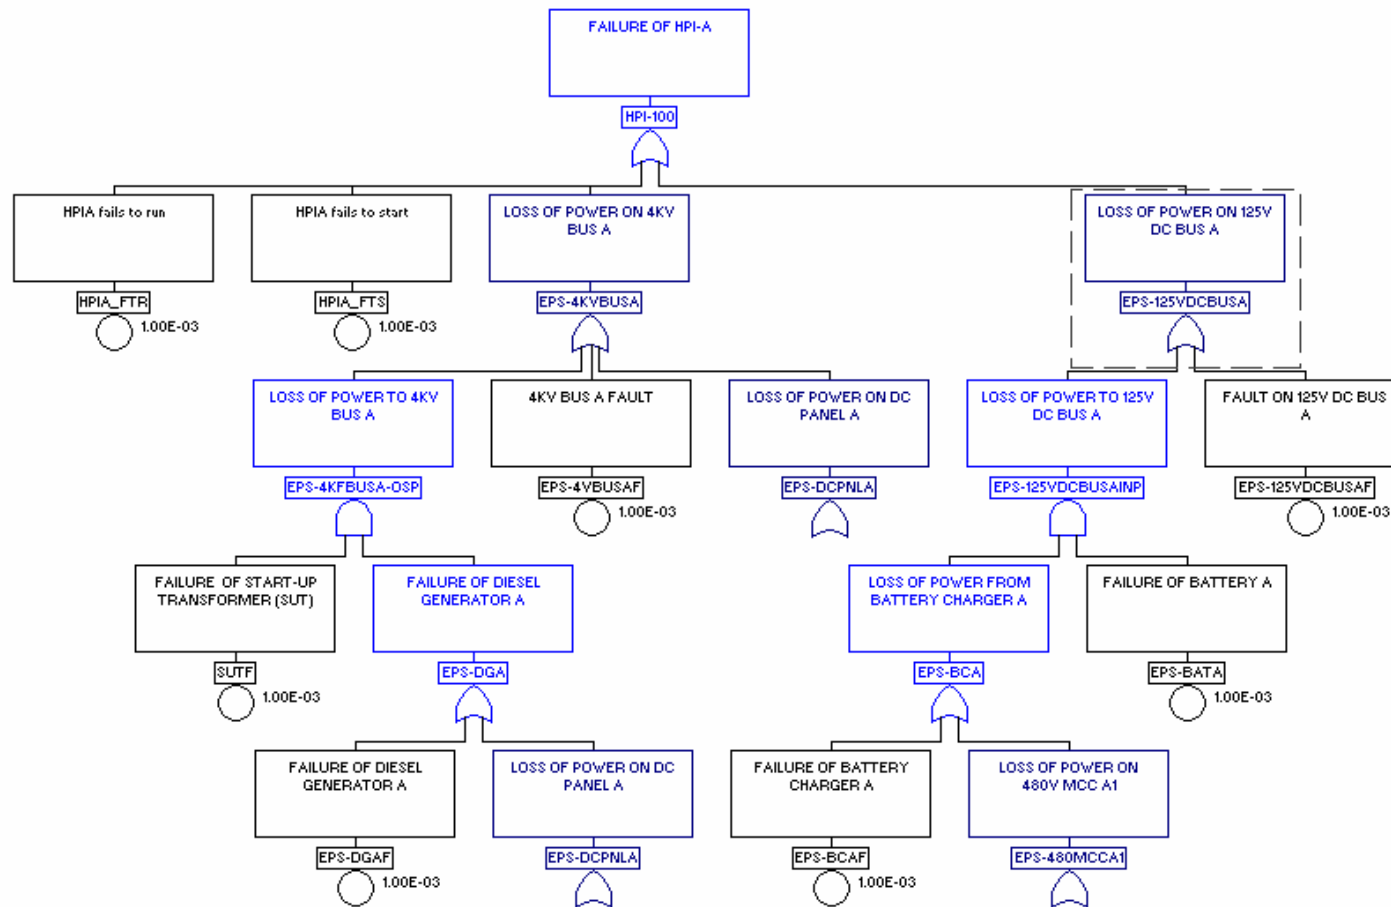 FAILURE OF HPI-A
HPI-100
HPIA fails to run
HPIA fails to start
LOSS OF POWER ON 4KV
BUS A
LOSS OF POWER ON 125V
DC BUS A
HPIA_FTR
1.00E-03
HPIA_FTS
1.00E-03
EPS-4KVBUSA
EPS-125VDCBUSA
LOSS OF POWER TO 4KV
BUS A
4KV BUS A FAULT
LOSS OF POWER ON DC
PANEL A
LOSS OF POWER TO 125V
DC BUS A
FAULT ON 125V DC BUS
A
EPS-4KFBUSA-OSP
EPS-4VBUSAF
1.00E-03
EPS-DCPNLA
EPS-125VDCBUSAINP
EPS-125VDCBUSAF
1.00E-03
FAILURE OF START-UP
TRANSFORMER (SUT)
FAILURE OF DIESEL
GENERATOR A
LOSS OF POWER FROM
BATTERY CHARGER A
FAILURE OF BATTERY A
SUTF
1.00E-03
EPS-DGA
EPS-BCA
EPS-BATA
1.00E-03
FAILURE OF DIESEL
GENERATOR A
LOSS OF POWER ON DC
PANEL A
FAILURE OF BATTERY
CHARGER A
LOSS OF POWER ON
480V MCC A1
EPS-DGAF
1.00E-03
EPS-DCPNLA
EPS-BCAF
1.00E-03
EPS-480MCCA1